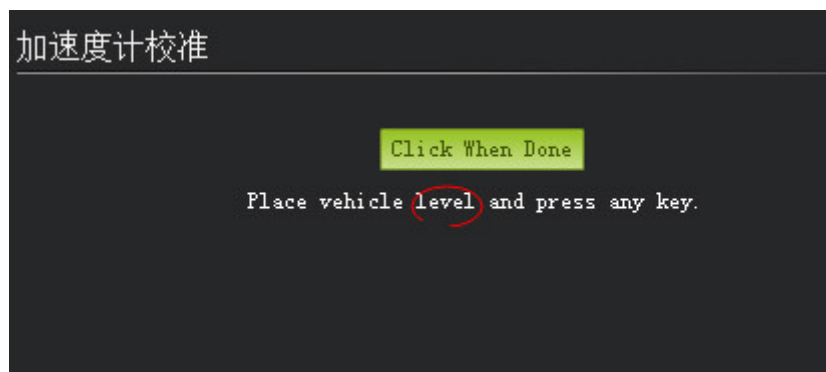 加速度计校准
Click When Done
Place vehicle level and press any key.